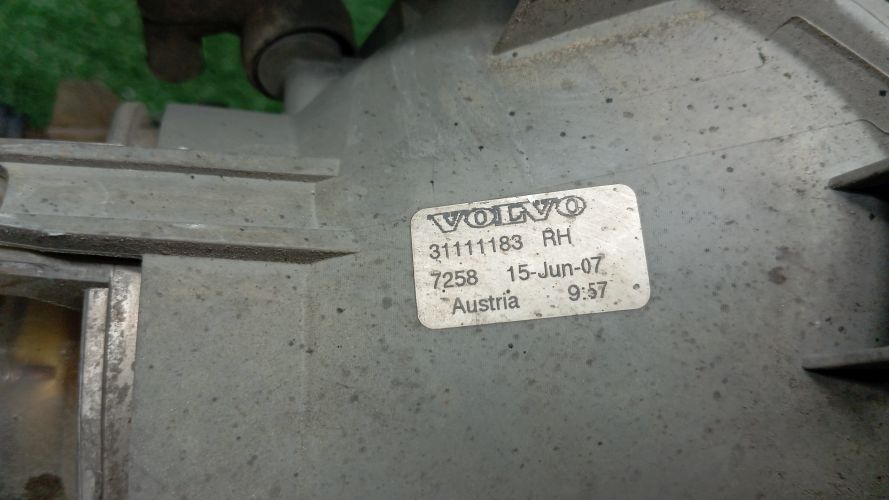 VOLVO
31111183 RH
7258 15-Jun-07
Austria 9:57